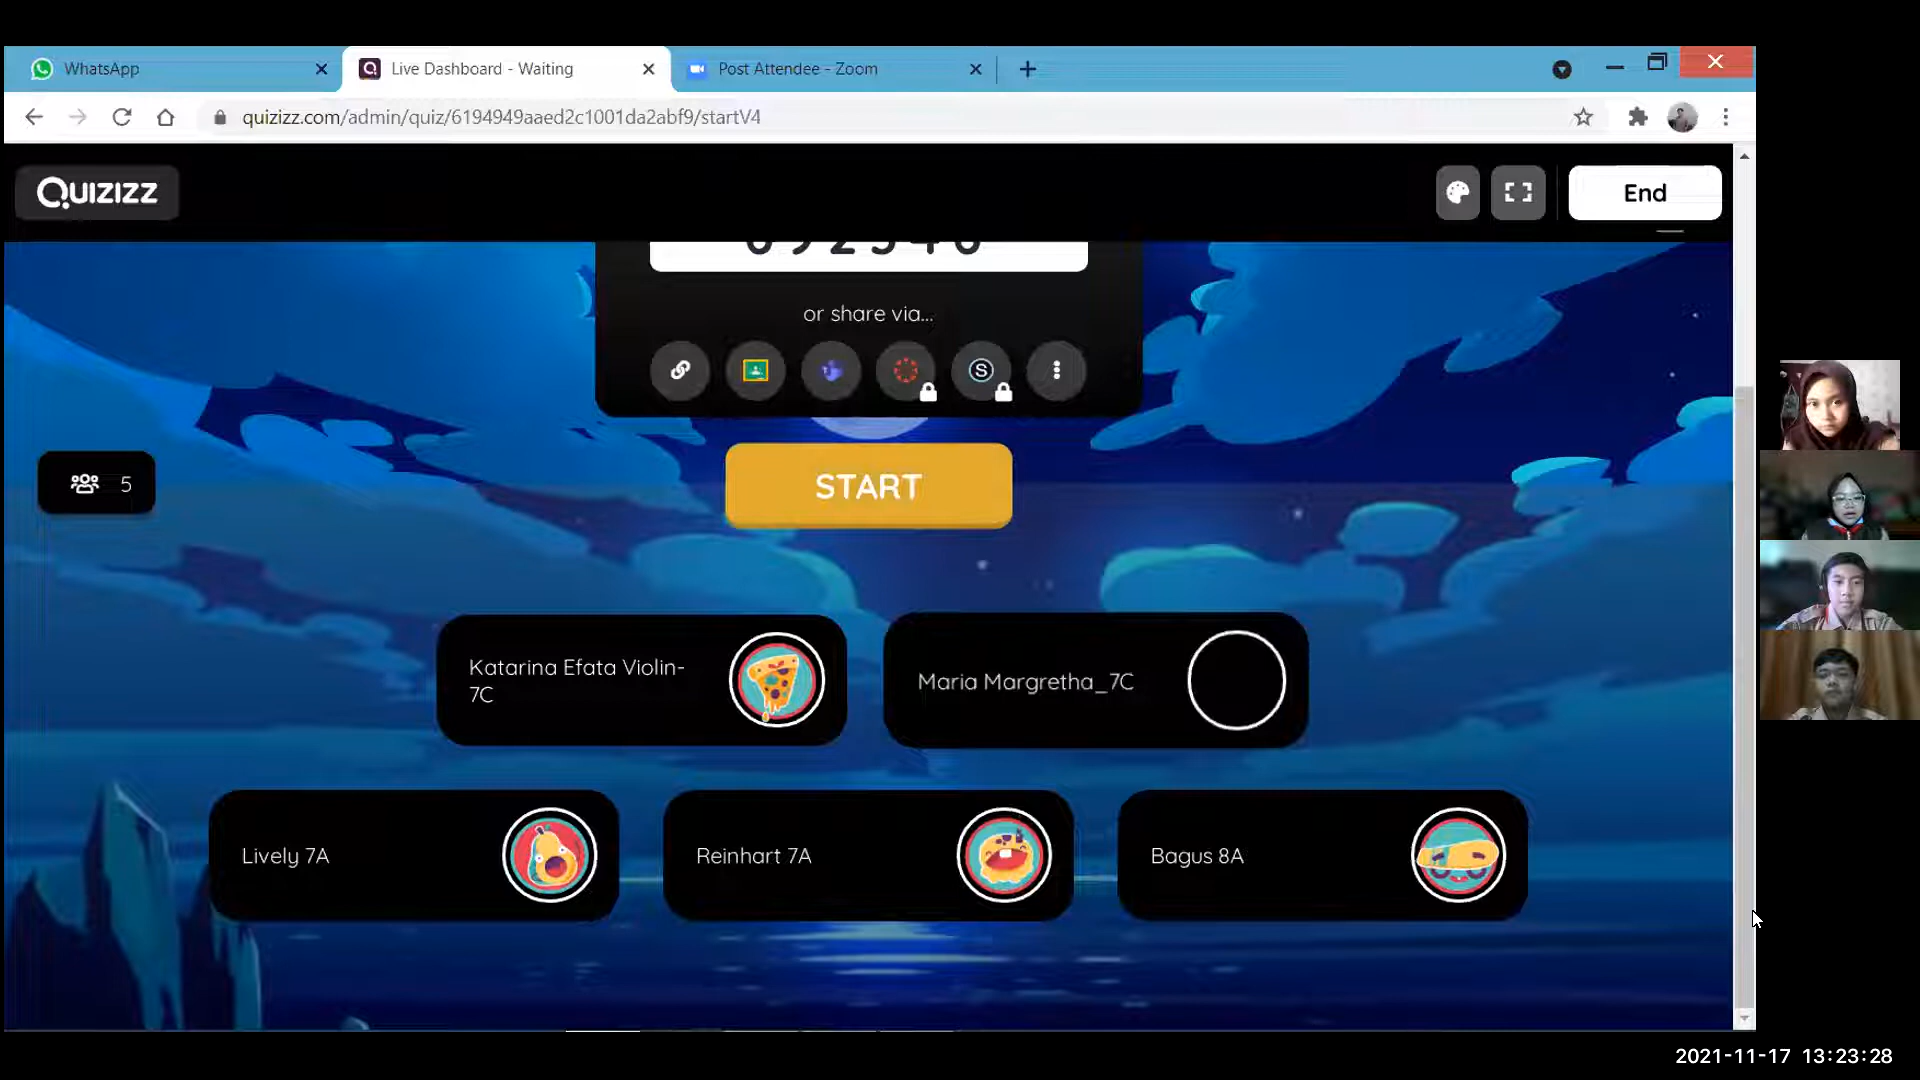 WhatsApp
Live Dashboard - Waiting
Post Attendee - Zoom
quizizz.com/admin/quiz/6194949aaed2c1001da2abf9/startV4
Quizizz
End
or share via...
S
START
5
Katarina Efata Violin-
7C
Maria Margretha_7C
Lively 7A
Reinhart 7A
Bagus 8A
2021-11-17 13:23:28